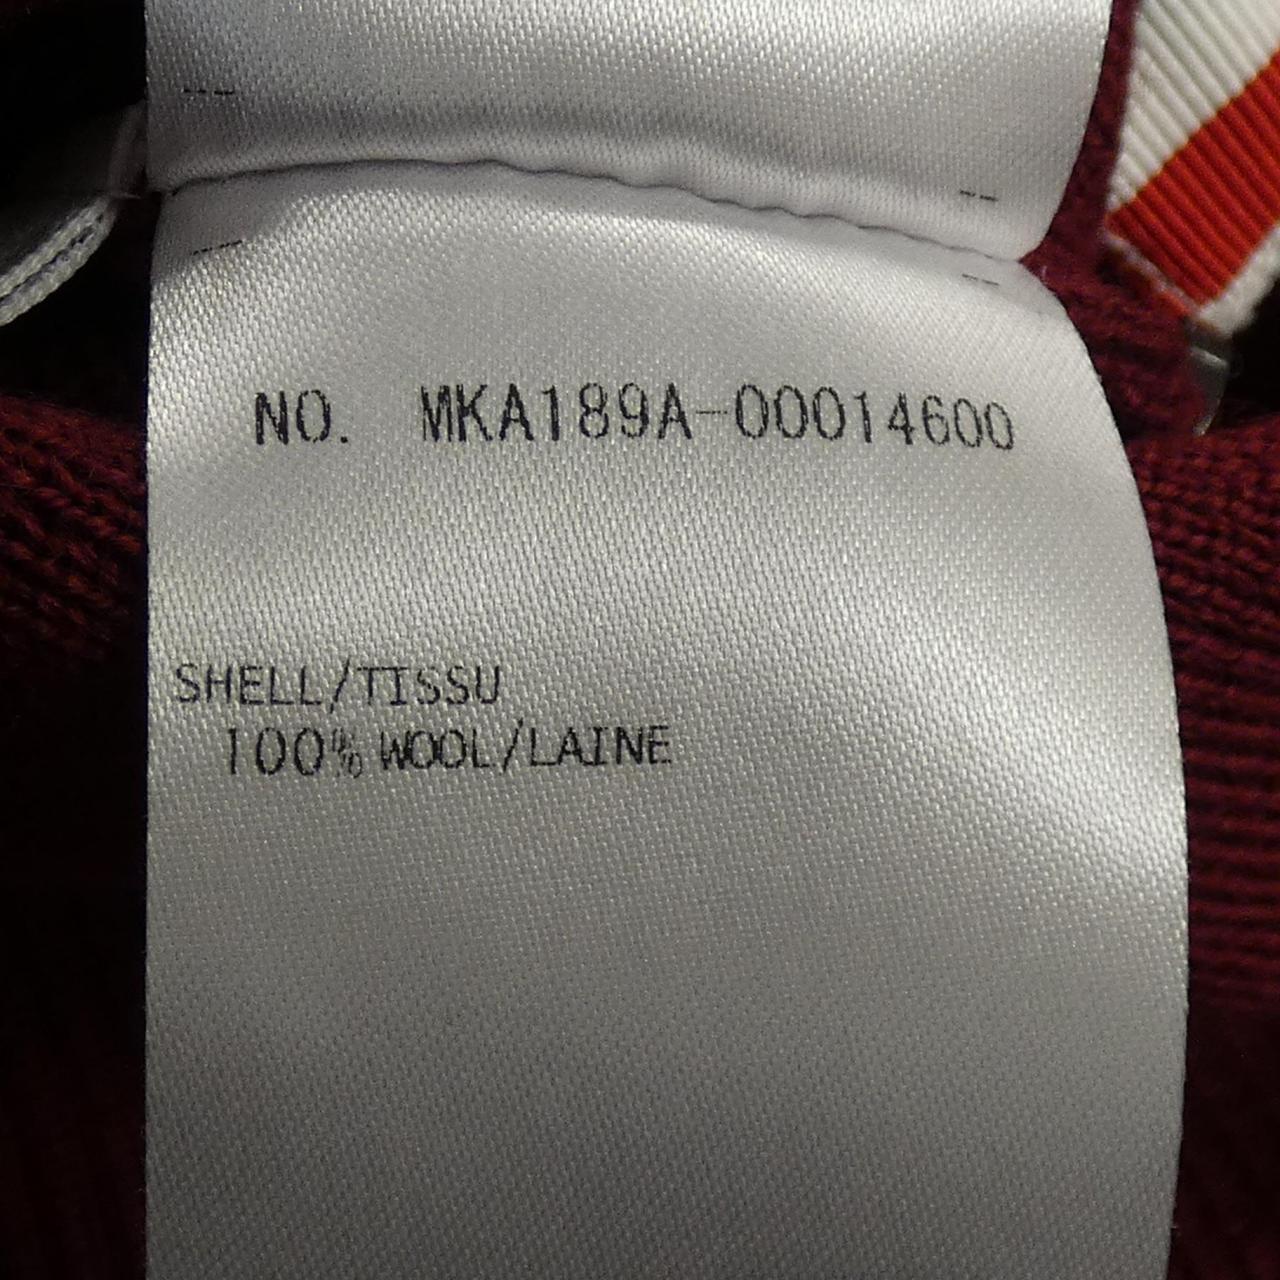 NO. MKA189A-00014600
SHELL/TISSU
100% WOOL/LAINE